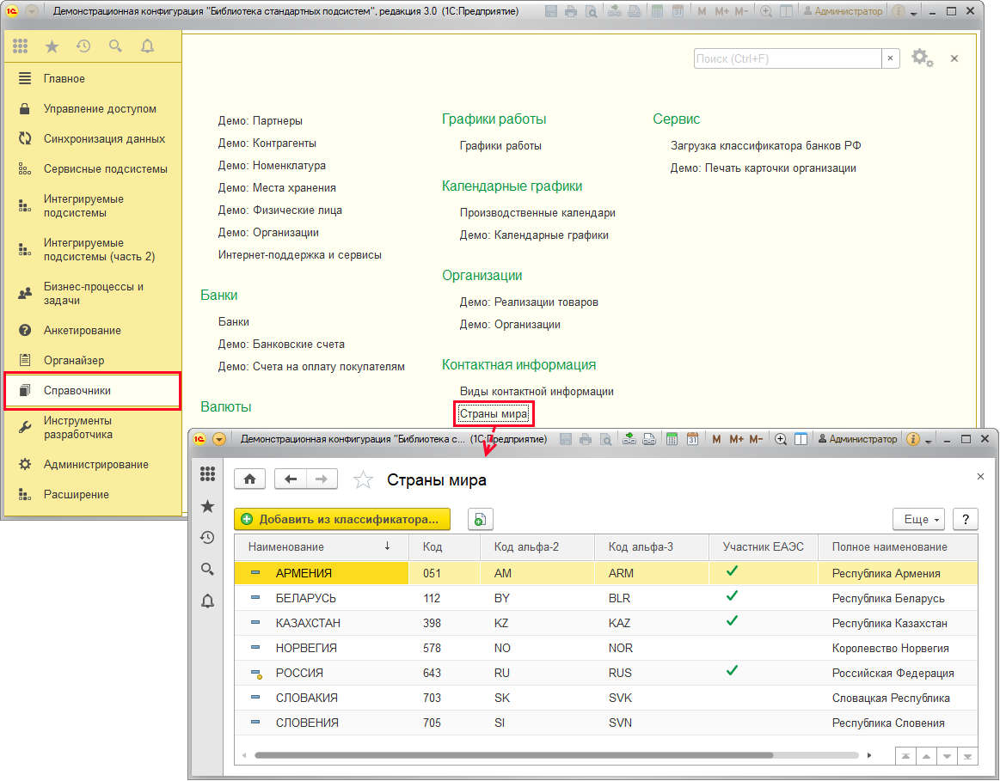 Демонстрационная конфигурация "Библиотека стандартных подсистем", редакция 3.0 (1С:Предприятие)
M M+ M-
Администратор
Поиск (Ctrl+F)
Главное
Управление доступом
Синхронизация данных
Сервисные подсистемы
Интегрируемые
подсистемы
Интегрируемые
подсистемы (часть 2)
Бизнес-процессы и
задачи
Анкетирование
Органайзер
Справочники
Инструменты
разработчика
Администрирование
Расширение
Демо: Партнеры
Демо: Контрагенты
Демо: Номенклатура
Демо: Места хранения
Демо: Физические лица
Демо: Организации
Интернет-поддержка и сервисы
Банки
Банки
Демо: Банковские счета
Демо: Счета на оплату покупателям
Валюты
Графики работы
Графики работы
Календарные графики
Производственные календари
Демо: Календарные графики
Организации
Демо: Реализации товаров
Демо: Организации
Контактная информация
Виды контактной информации
Страны мира
Сервис
Загрузка классификатора банков РФ
Демо: Печать карточки организации
Демонстрационная конфигурация "Библиотека с... (1С:Предприятие)
M M+ M-
Администратор
Страны мира
Добавить из классификатора...
Еще
?
Наименование Код Код альфа-2 Код альфа-3 Участник ЕАЭС Полное наименование
АРМЕНИЯ 051 AM ARM Республика Армения
БЕЛАРУСЬ 112 BY BLR Республика Беларусь
КАЗАХСТАН 398 KZ KAZ Республика Казахстан
НОРВЕГИЯ 578 NO NOR Королевство Норвегия
РОССИЯ 643 RU RUS Российская Федерация
СЛОВАКИЯ 703 SK SVK Словацкая Республика
СЛОВЕНИЯ 705 SI SVN Республика Словения